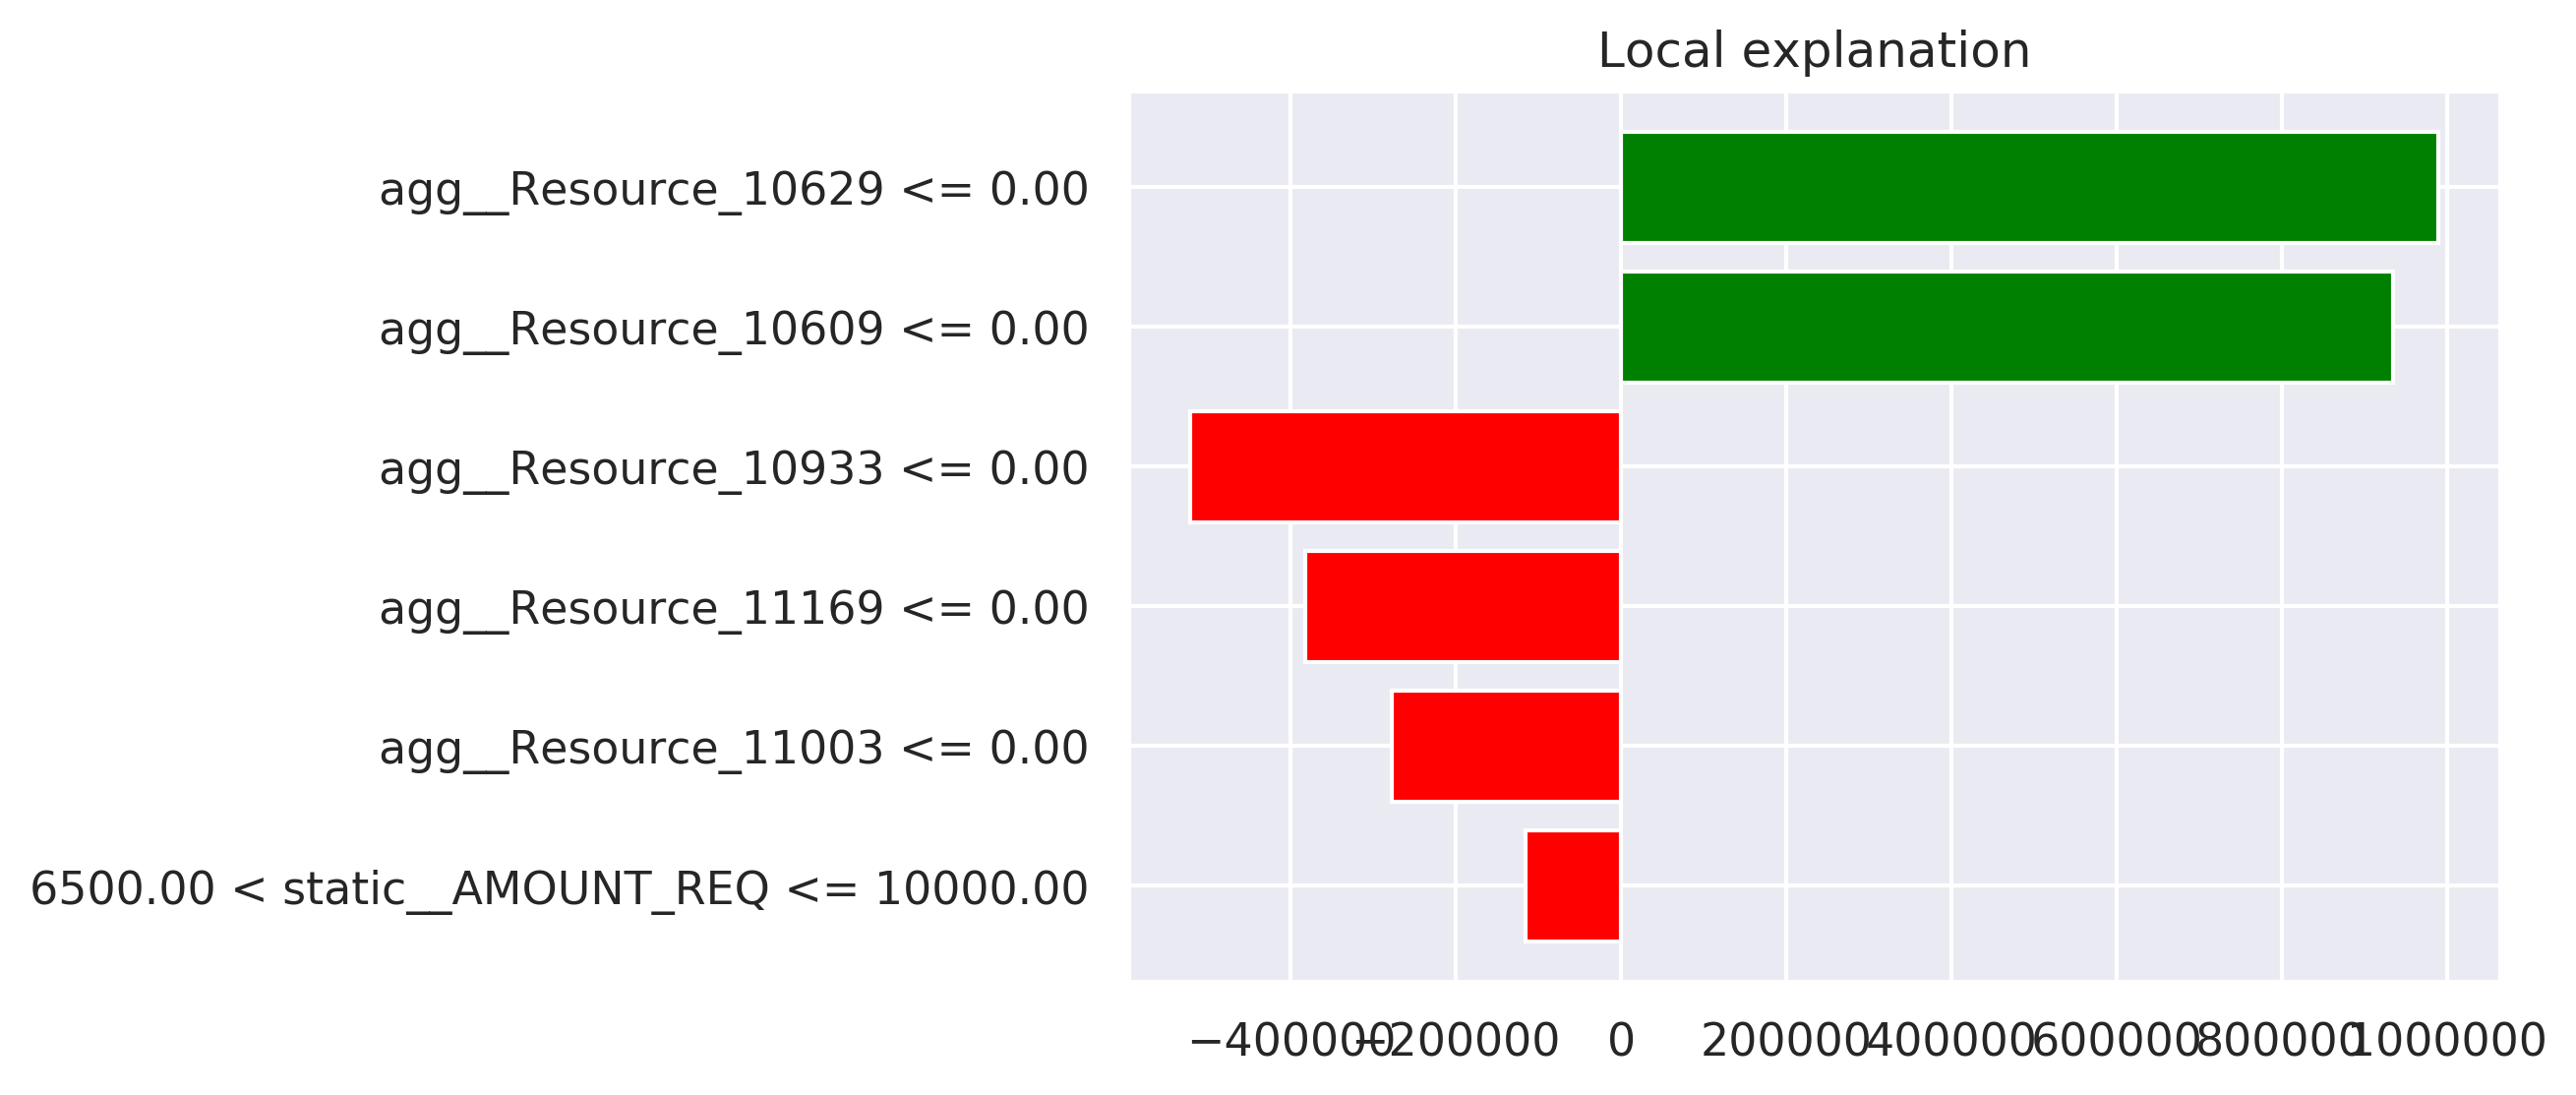 Local explanation
agg__Resource_10629 <= 0.00
agg__Resource_10609 <= 0.00
agg__Resource_10933 <= 0.00
agg__Resource_11169 <= 0.00
agg__Resource_11003 <= 0.00
6500.00 < static__AMOUNT_REQ <= 10000.00
−400000 −200000 0 200000 400000 600000 800000 1000000